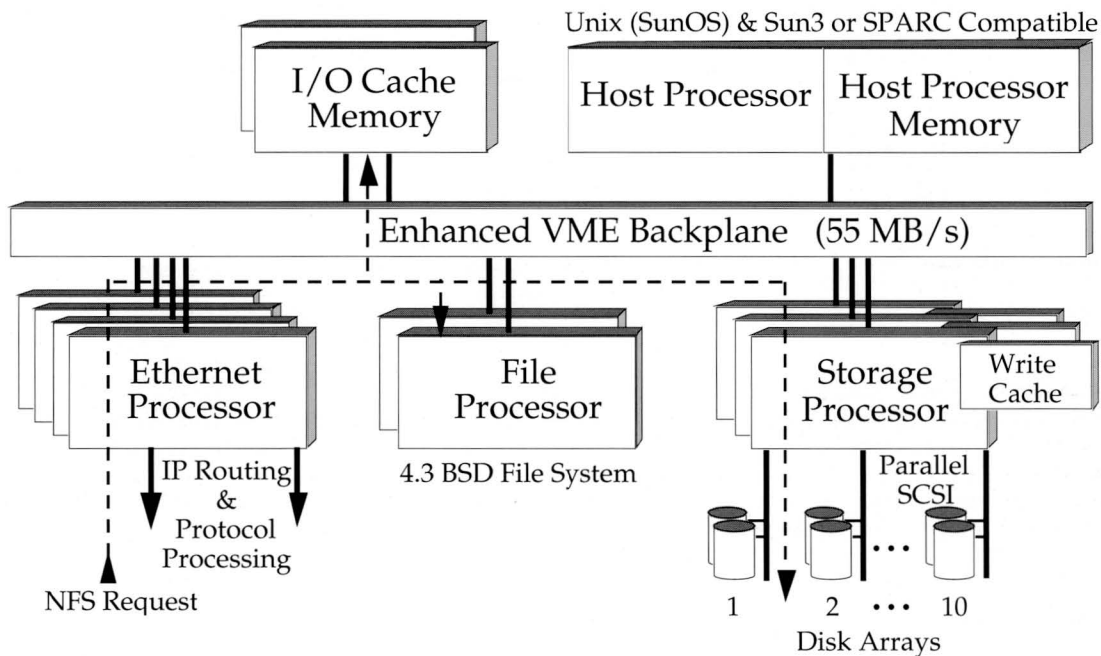 Unix (SunOS) & Sun3 or SPARC Compatible
I/O Cache
Memory
Host Processor
Host Processor
Memory
Enhanced VME Backplane (55 MB/s)
Ethernet
Processor
File
Processor
Storage
Processor
Write
Cache
IP Routing
&
Protocol
Processing
4.3 BSD File System
Parallel
SCSI
NFS Request
1 2 • • • 10
Disk Arrays